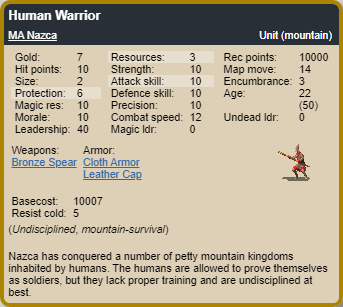 Human Warrior
MA Nazca Unit (mountain)
Gold: 7 Resources: 3 Rec points: 10000
Hit points: 10 Strength: 10 Map move: 14
Size: 2 Attack skill: 10 Encumbrance: 3
Protection: 6 Defence skill: 10 Age: 22
Magic res: 10 Precision: 10 (50)
Morale: 10 Combat speed: 12 Undead ldr: 0
Leadership: 40 Magic ldr: 0
Weapons: Armor:
Bronze Spear Cloth Armor
Leather Cap
Basecost: 10007
Resist cold: 5
(Undisciplined, mountain-survival)
Nazca has conquered a number of petty mountain kingdoms
inhabited by humans. The humans are allowed to prove themselves
as soldiers, but they lack proper training and are undisciplined at
best.